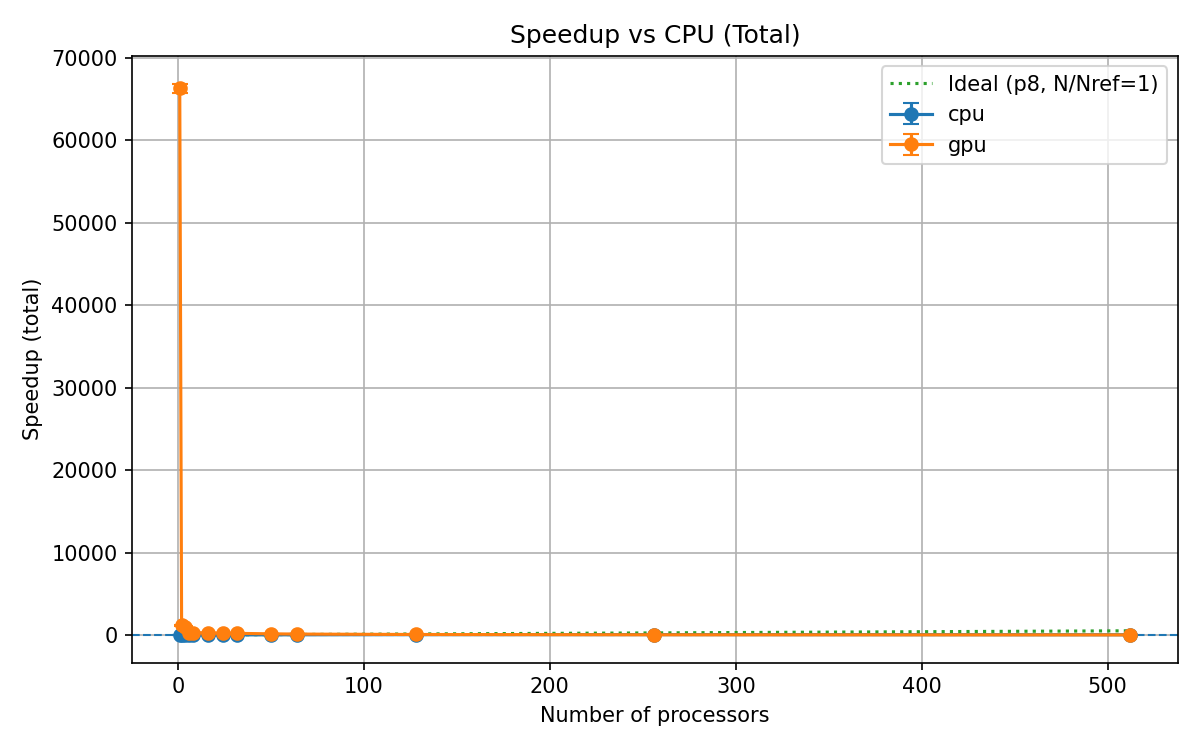 Speedup vs CPU (Total)
Ideal (p8, N/Nref=1)
cpu
gpu
Speedup (total)
70000
60000
50000
40000
30000
20000
10000
0
0 100 200 300 400 500
Number of processors